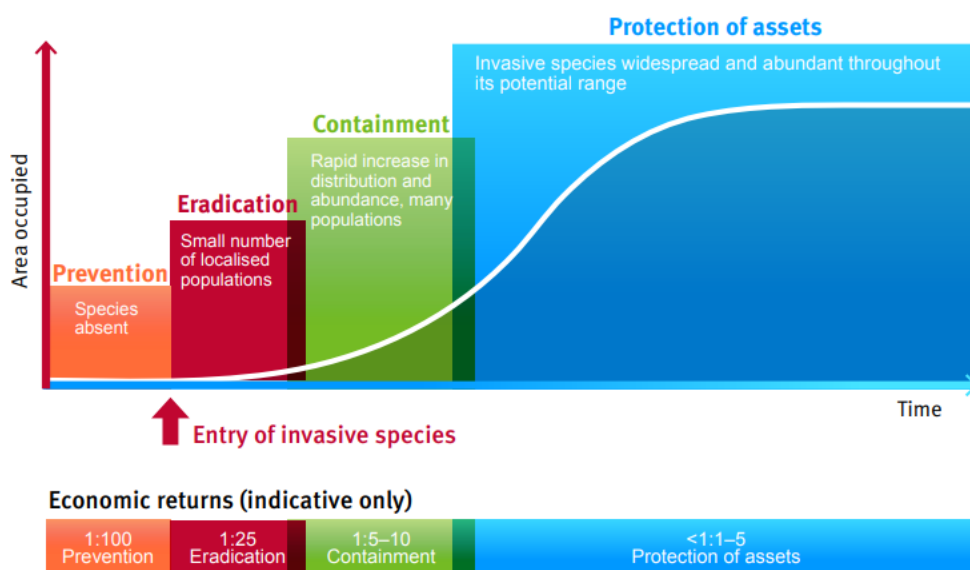 Protection of assets
Invasive species widespread and abundant throughout
its potential range
Containment
Rapid increase in
distribution and
abundance, many
populations
Eradication
Small number
of localised
populations
Prevention
Species
absent
Area occupied
Time
Entry of invasive species
Economic returns (indicative only)
1:100
Prevention
1:25
Eradication
1:5–10
Containment
<1:1–5
Protection of assets